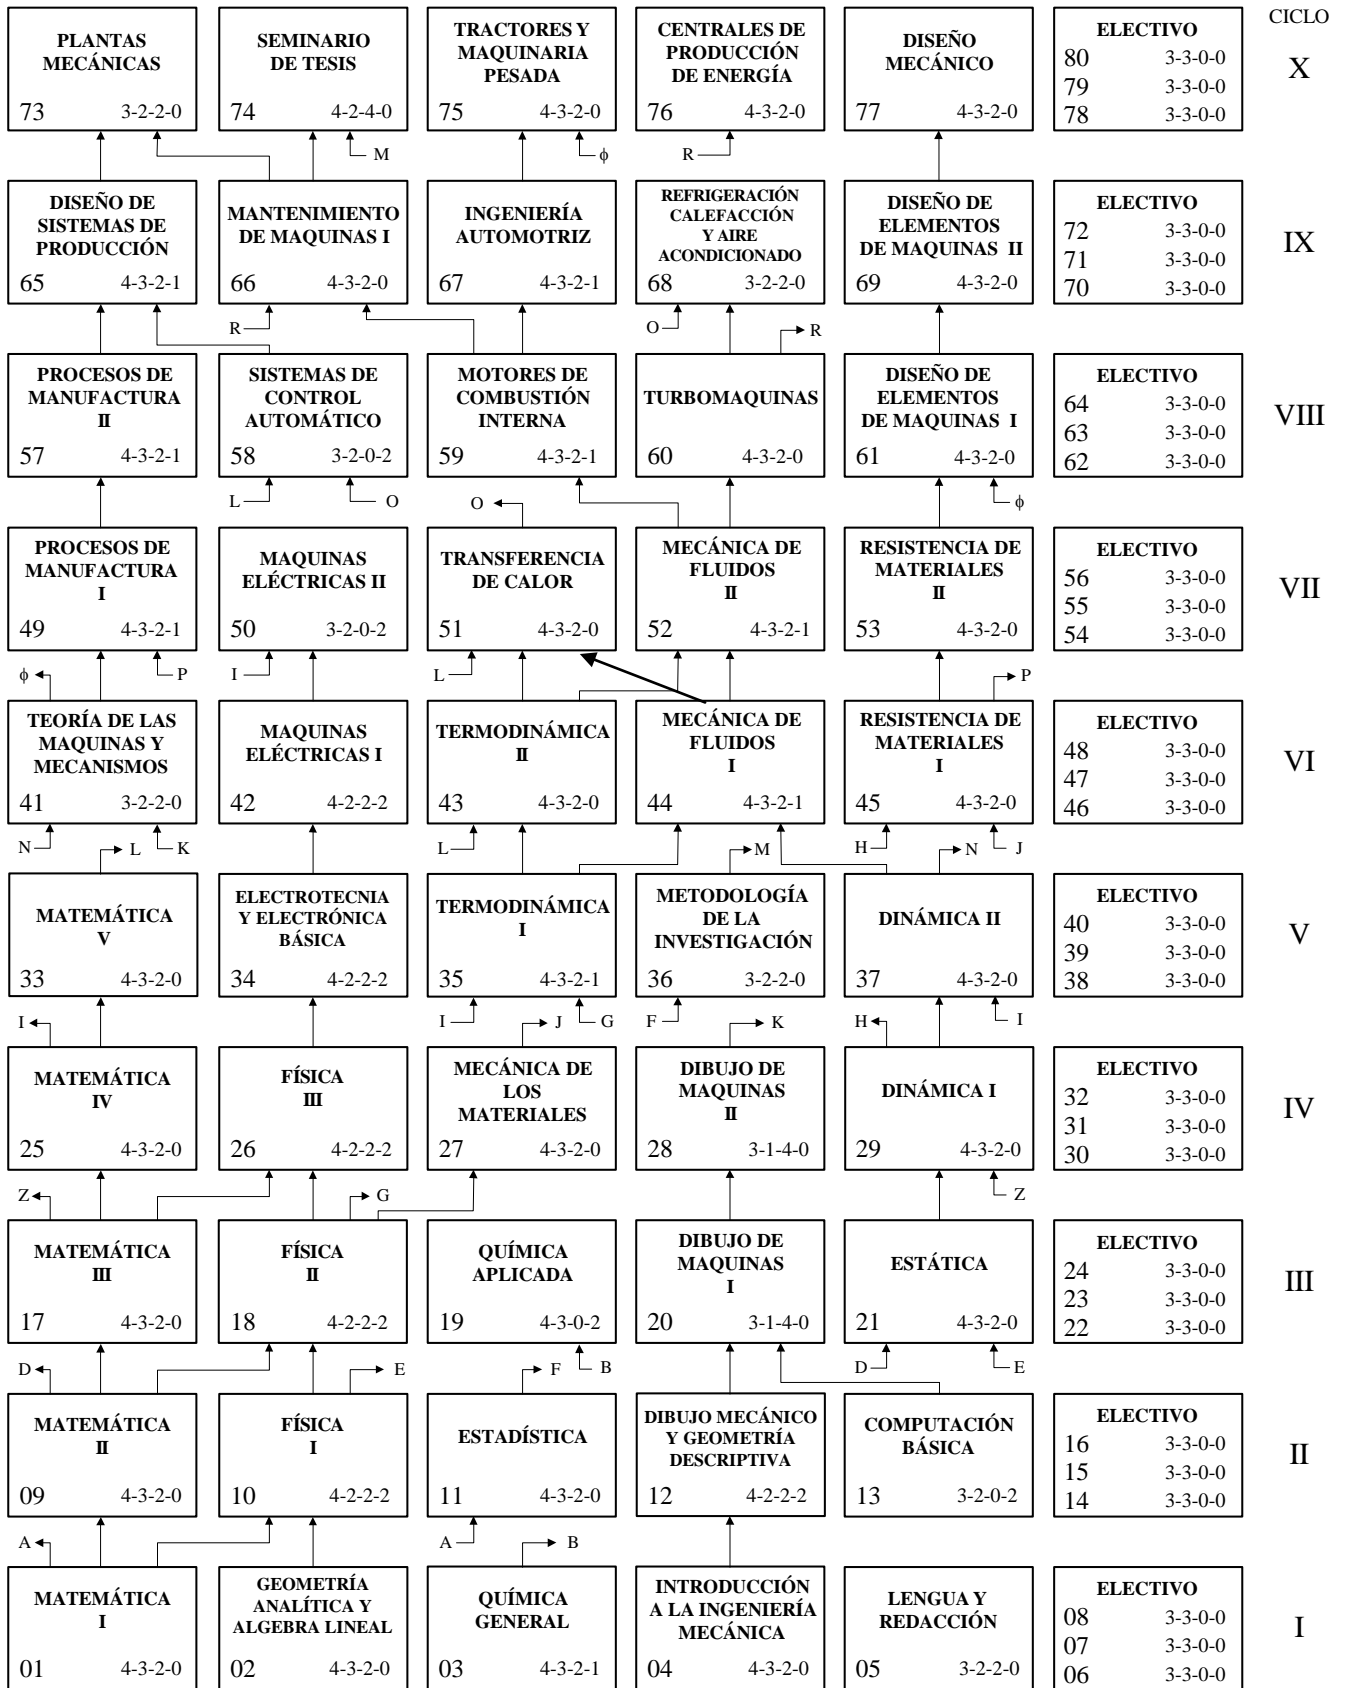 CICLO
PLANTAS
MECÁNICAS
73 3-2-2-0
SEMINARIO
DE TESIS
74 4-2-4-0
TRACTORES Y
MAQUINARIA
PESADA
75 4-3-2-0
CENTRALES DE
PRODUCCIÓN
DE ENERGÍA
76 4-3-2-0
DISEÑO
MECÁNICO
77 4-3-2-0
ELECTIVO
80 3-3-0-0
79 3-3-0-0
78 3-3-0-0
X
M
ϕ
R
DISEÑO DE
SISTEMAS DE
PRODUCCIÓN
65 4-3-2-1
MANTENIMIENTO
DE MAQUINAS I
66 4-3-2-0
INGENIERÍA
AUTOMOTRIZ
67 4-3-2-1
REFRIGERACIÓN
CALEFACCIÓN
Y AIRE
ACONDICIONADO
68 3-2-2-0
DISEÑO DE
ELEMENTOS
DE MAQUINAS II
69 4-3-2-0
ELECTIVO
72 3-3-0-0
71 3-3-0-0
70 3-3-0-0
IX
R
O
R
PROCESOS DE
MANUFACTURA
II
57 4-3-2-1
SISTEMAS DE
CONTROL
AUTOMÁTICO
58 3-2-0-2
MOTORES DE
COMBUSTIÓN
INTERNA
59 4-3-2-1
TURBOMAQUINAS
60 4-3-2-0
DISEÑO DE
ELEMENTOS
DE MAQUINAS I
61 4-3-2-0
ELECTIVO
64 3-3-0-0
63 3-3-0-0
62 3-3-0-0
VIII
L
O
O
ϕ
PROCESOS DE
MANUFACTURA
I
49 4-3-2-1
MAQUINAS
ELÉCTRICAS II
50 3-2-0-2
TRANSFERENCIA
DE CALOR
51 4-3-2-0
MECÁNICA DE
FLUIDOS
II
52 4-3-2-1
RESISTENCIA DE
MATERIALES
II
53 4-3-2-0
ELECTIVO
56 3-3-0-0
55 3-3-0-0
54 3-3-0-0
VII
ϕ
P
I
L
P
TEORÍA DE LAS
MAQUINAS Y
MECANISMOS
41 3-2-2-0
MAQUINAS
ELÉCTRICAS I
42 4-2-2-2
TERMODINÁMICA
II
43 4-3-2-0
MECÁNICA DE
FLUIDOS
I
44 4-3-2-1
RESISTENCIA DE
MATERIALES
I
45 4-3-2-0
ELECTIVO
48 3-3-0-0
47 3-3-0-0
46 3-3-0-0
VI
N
L
K
L
M
H
N
J
MATEMÁTICA
V
33 4-3-2-0
ELECTROTECNIA
Y ELECTRÓNICA
BÁSICA
34 4-2-2-2
TERMODINÁMICA
I
35 4-3-2-1
METODOLOGÍA
DE LA
INVESTIGACIÓN
36 3-2-2-0
DINÁMICA II
37 4-3-2-0
ELECTIVO
40 3-3-0-0
39 3-3-0-0
38 3-3-0-0
V
I
I
J
G
F
K
H
I
MATEMÁTICA
IV
25 4-3-2-0
FÍSICA
III
26 4-2-2-2
MECÁNICA DE
LOS
MATERIALES
27 4-3-2-0
DIBUJO DE
MAQUINAS
II
28 3-1-4-0
DINÁMICA I
29 4-3-2-0
ELECTIVO
32 3-3-0-0
31 3-3-0-0
30 3-3-0-0
IV
Z
G
Z
MATEMÁTICA
III
17 4-3-2-0
FÍSICA
II
18 4-2-2-2
QUÍMICA
APLICADA
19 4-3-0-2
DIBUJO DE
MAQUINAS
I
20 3-1-4-0
ESTÁTICA
21 4-3-2-0
ELECTIVO
24 3-3-0-0
23 3-3-0-0
22 3-3-0-0
III
D
E
F
B
D
E
MATEMÁTICA
II
09 4-3-2-0
FÍSICA
I
10 4-2-2-2
ESTADÍSTICA
11 4-3-2-0
DIBUJO MECÁNICO
Y GEOMETRÍA
DESCRIPTIVA
12 4-2-2-2
COMPUTACIÓN
BÁSICA
13 3-2-0-2
ELECTIVO
16 3-3-0-0
15 3-3-0-0
14 3-3-0-0
II
A
A
B
MATEMÁTICA
I
01 4-3-2-0
GEOMETRÍA
ANALÍTICA Y
ALGEBRA LINEAL
02 4-3-2-0
QUÍMICA
GENERAL
03 4-3-2-1
INTRODUCCIÓN
A LA INGENIERÍA
MECÁNICA
04 4-3-2-0
LENGUA Y
REDACCIÓN
05 3-2-2-0
ELECTIVO
08 3-3-0-0
07 3-3-0-0
06 3-3-0-0
I